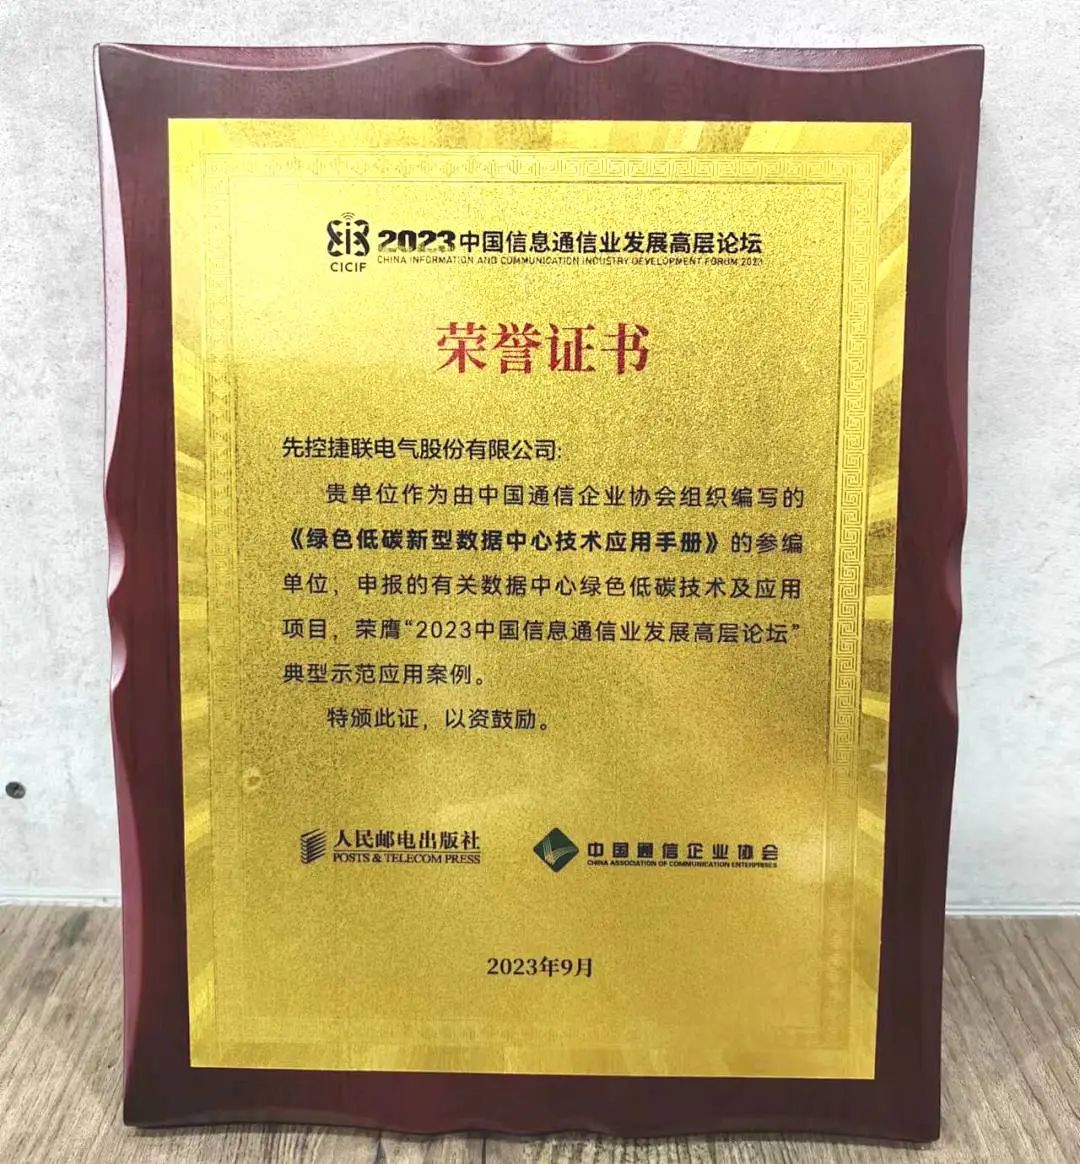 CICIF
2023中国信息通信业发展高层论坛
CHINA INFORMATION AND COMMUNICATION INDUSTRY DEVELOPMENT FORUM 2023
荣誉证书
先控捷联电气股份有限公司:
贵单位作为由中国通信企业协会组织编写的
《绿色低碳新型数据中心技术应用手册》的参编
单位，申报的有关数据中心绿色低碳技术及应用
项目，荣膺“2023中国信息通信业发展高层论坛”
典型示范应用案例。
特颁此证，以资鼓励。
人民邮电出版社
POSTS & TELECOM PRESS
中国通信企业协会
CHINA ASSOCIATION OF COMMUNICATION ENTERPRISES
2023年9月